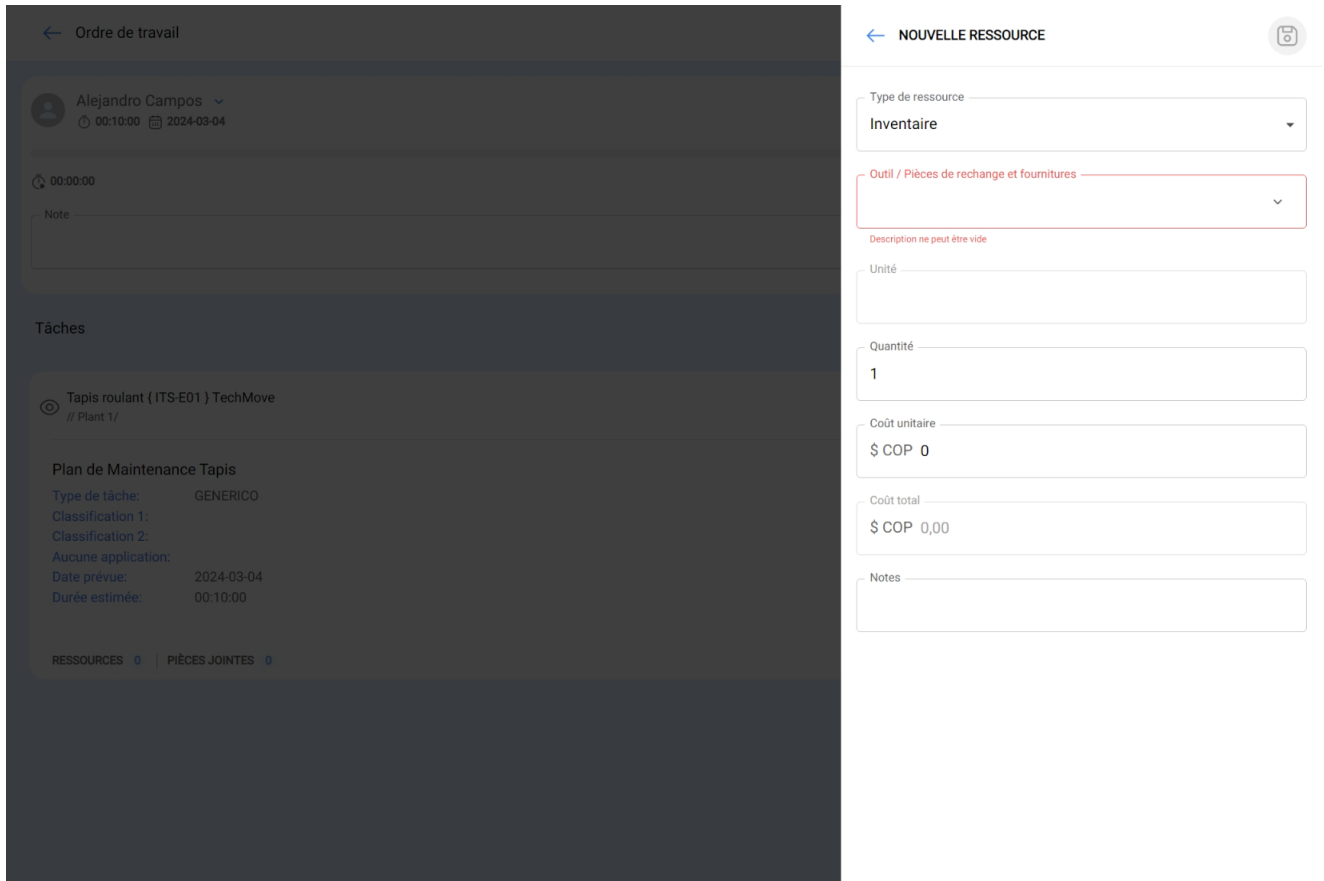 Ordre de travail
Alejandro Campos
00:10:00 2024-03-04
00:00:00
Note
Tâches
Tapis roulant { ITS-E01 } TechMove
// Plant 1/
Plan de Maintenance Tapis
Type de tâche: GENERICO
Classification 1:
Classification 2:
Aucune application:
Date prévue: 2024-03-04
Durée estimée: 00:10:00
RESSOURCES 0 PIÈCES JOINTES 0
NOUVELLE RESSOURCE
Type de ressource
Inventaire
Outil / Pièces de rechange et fournitures
Description ne peut être vide
Unité
Quantité
1
Coût unitaire
$ COP 0
Coût total
$ COP 0,00
Notes